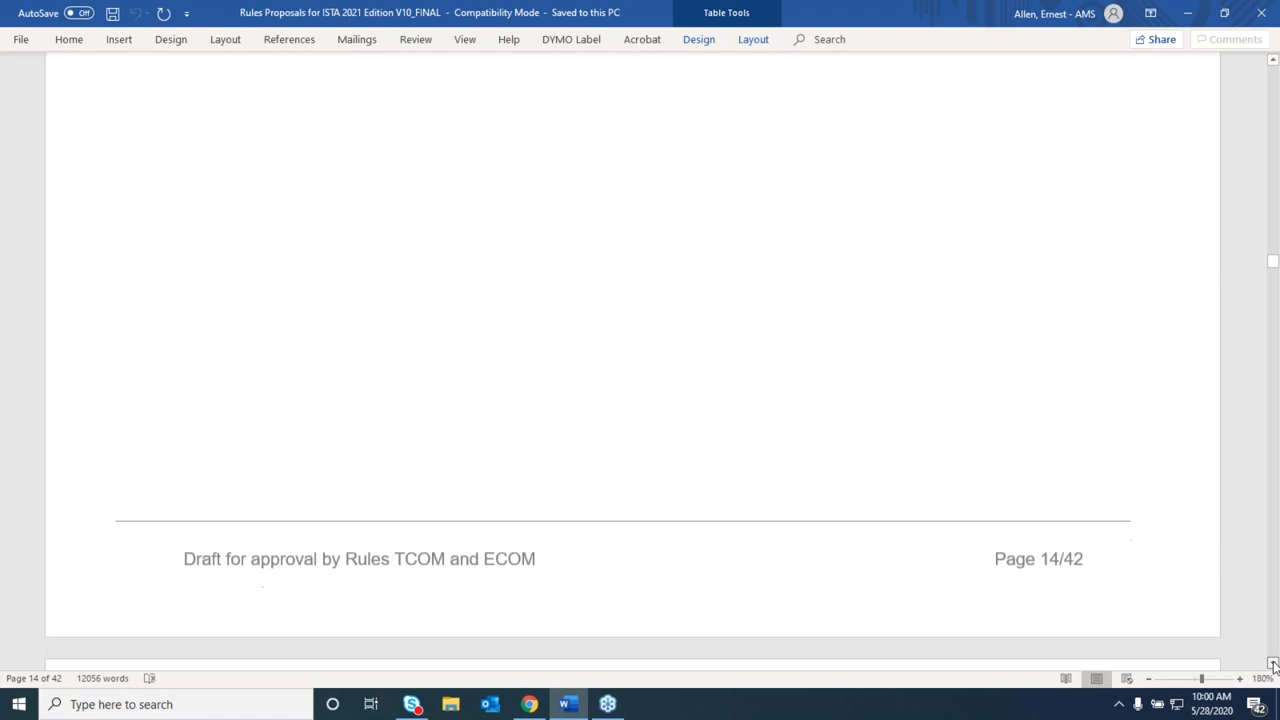 AutoSave Off Rules Proposals for ISTA 2021 Edition V10_FINAL - Compatibility Mode - Saved to this PC Table Tools Allen, Ernest - AMS
File Home Insert Design Layout References Mailings Review View Help DYMO Label Acrobat Design Layout Search Share Comments
Draft for approval by Rules TCOM and ECOM Page 14/42
Page 14 of 42 12056 words 180%
Type here to search 10:00 AM
5/28/2020 42